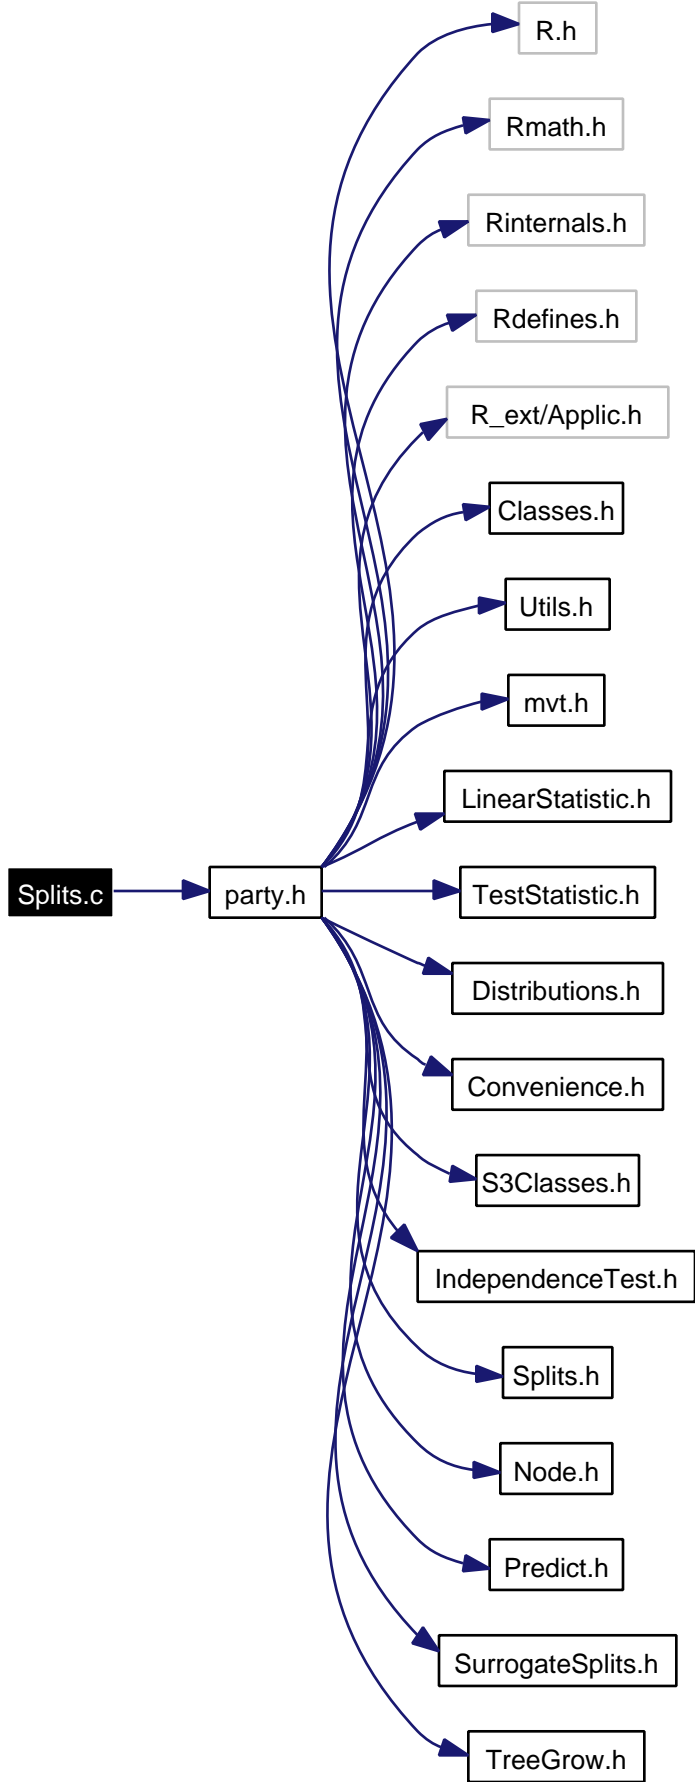 R.h
Rmath.h
Rinternals.h
Rdefines.h
R_ext/Applic.h
Classes.h
Utils.h
mvt.h
LinearStatistic.h
Splits.c
party.h
TestStatistic.h
Distributions.h
Convenience.h
S3Classes.h
IndependenceTest.h
Splits.h
Node.h
Predict.h
SurrogateSplits.h
TreeGrow.h